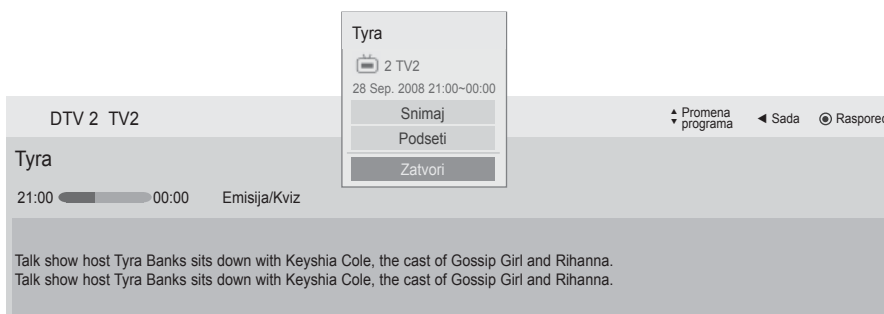 Tyra
2 TV2
28 Sep. 2008 21:00~00:00
Snimaj
Podseti
Zatvori
DTV 2 TV2
Promena
programa
Sada
Tyra
21:00 00:00 Emisija/Kviz
Talk show host Tyra Banks sits down with Keyshia Cole, the cast of Gossip Girl and Rihanna.
Talk show host Tyra Banks sits down with Keyshia Cole, the cast of Gossip Girl and Rihanna.